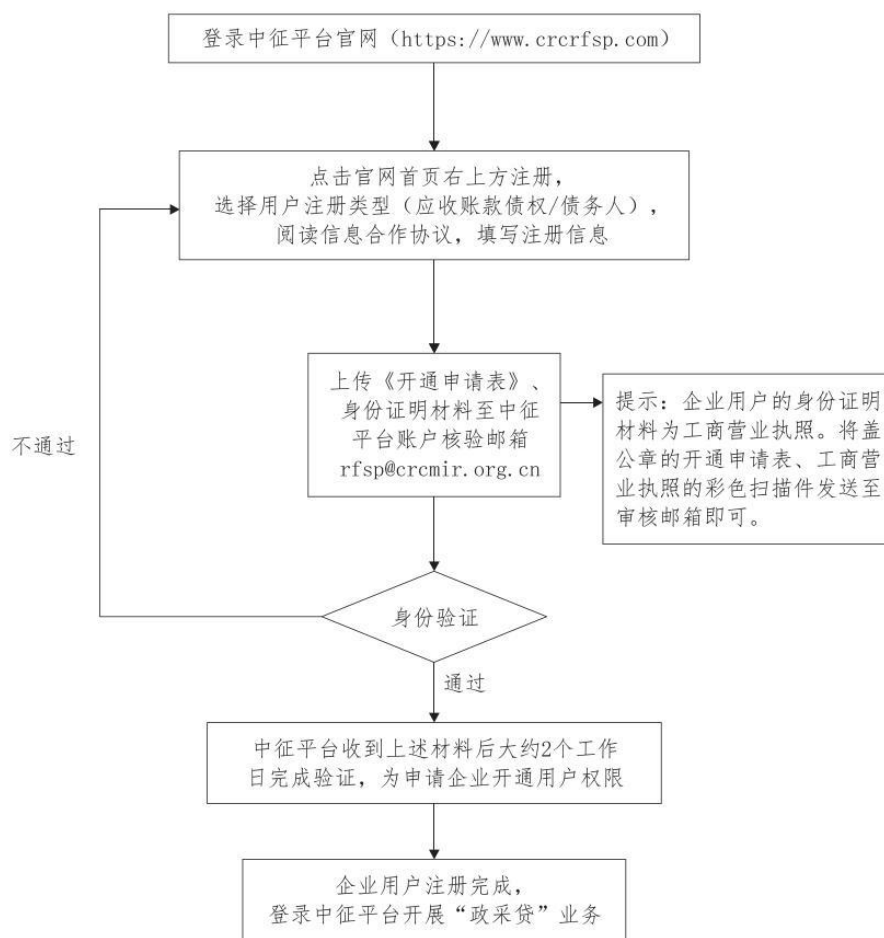 登录中征平台官网（https://www.crcrfsp.com）
点击官网首页右上方注册，
选择用户注册类型（应收账款债权/债务人），
阅读信息合作协议，填写注册信息
上传《开通申请表》、
身份证明材料至中征
平台账户核验邮箱
rfsp@crcmir.org.cn
提示：企业用户的身份证明
材料为工商营业执照。将盖
公章的开通申请表、工商营
业执照的彩色扫描件发送至
审核邮箱即可。
不通过
身份验证
通过
中征平台收到上述材料后大约2个工作
日完成验证，为申请企业开通用户权限
企业用户注册完成，
登录中征平台开展“政采贷”业务